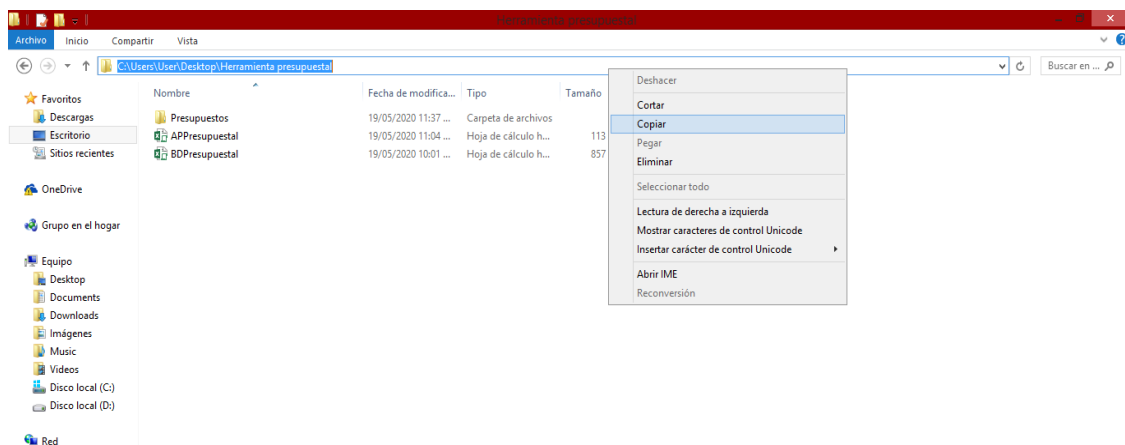 Herramienta presupuestal
Archivo Inicio Compartir Vista
C:\Users\User\Desktop\Herramienta presupuestal
Buscar en ...
Favoritos
Descargas
Escritorio
Sitios recientes
OneDrive
Grupo en el hogar
Equipo
Desktop
Documents
Downloads
Imágenes
Music
Videos
Disco local (C:)
Disco local (D:)
Red
Nombre Fecha de modifica... Tipo Tamaño
Presupuestos 19/05/2020 11:37 ... Carpeta de archivos
APPresupuestal 19/05/2020 11:04 ... Hoja de cálculo h... 113
BDPresupuestal 19/05/2020 10:01 ... Hoja de cálculo h... 857
Deshacer
Cortar
Copiar
Pegar
Eliminar
Seleccionar todo
Lectura de derecha a izquierda
Mostrar caracteres de control Unicode
Insertar carácter de control Unicode
Abrir IME
Reconversión